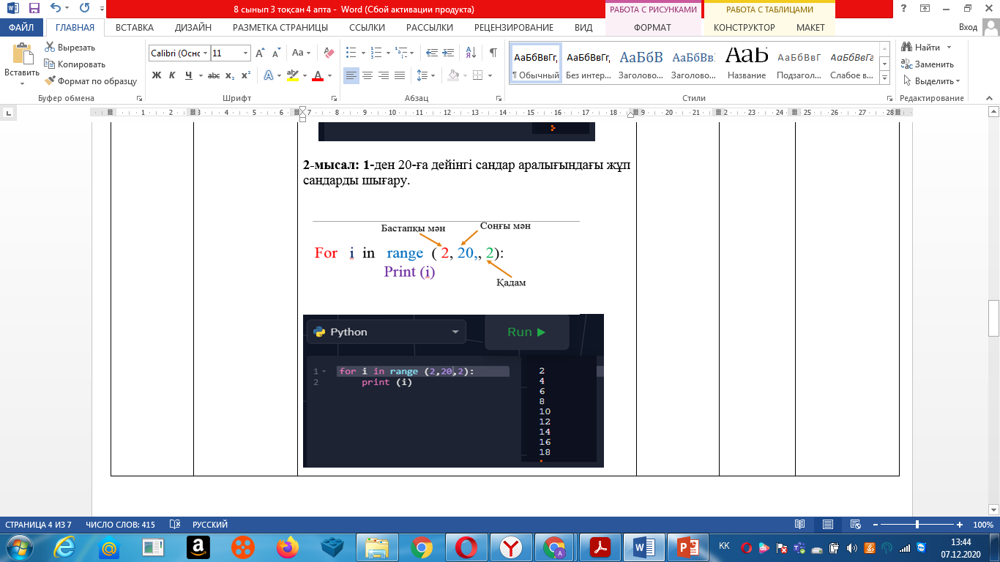 8 сынып 3 тоқсан 4 апта - Word (Сбой активации продукта)
РАБОТА С РИСУНКАМИ
РАБОТА С ТАБЛИЦАМИ
ФАЙЛ ГЛАВНАЯ ВСТАВКА ДИЗАЙН РАЗМЕТКА СТРАНИЦЫ ССЫЛКИ РАССЫЛКИ РЕЦЕНЗИРОВАНИЕ ВИД ФОРМАТ КОНСТРУКТОР МАКЕТ Вход
Вставить
Вырезать
Копировать
Формат по образцу
Буфер обмена
Calibri (Оснс 11
Ж К Ч abc x₂ x²
Шрифт
Абзац
АаБбВвГг, АаБбВвГг, АаБбВ АаБбВв: АаБ АаБбВвГ АаБбВвГг
¶ Обычный Без интер... Заголово... Заголово... Название Подзагол... Слабое в...
Стили
Найти
Заменить
Выделить
Редактирование
2-мысал: 1-ден 20-ға дейінгі сандар аралығындағы жұп
сандарды шығару.
Бастапқы мән
Соңғы мән
For i in range ( 2, 20,, 2):
Print (i)
Қадам
Python
Run
1 for i in range (2,20,2):
2 print (i)
2
4
6
8
10
12
14
16
18
СТРАНИЦА 4 ИЗ 7 ЧИСЛО СЛОВ: 415 РУССКИЙ 100%
KK
13:44
07.12.2020